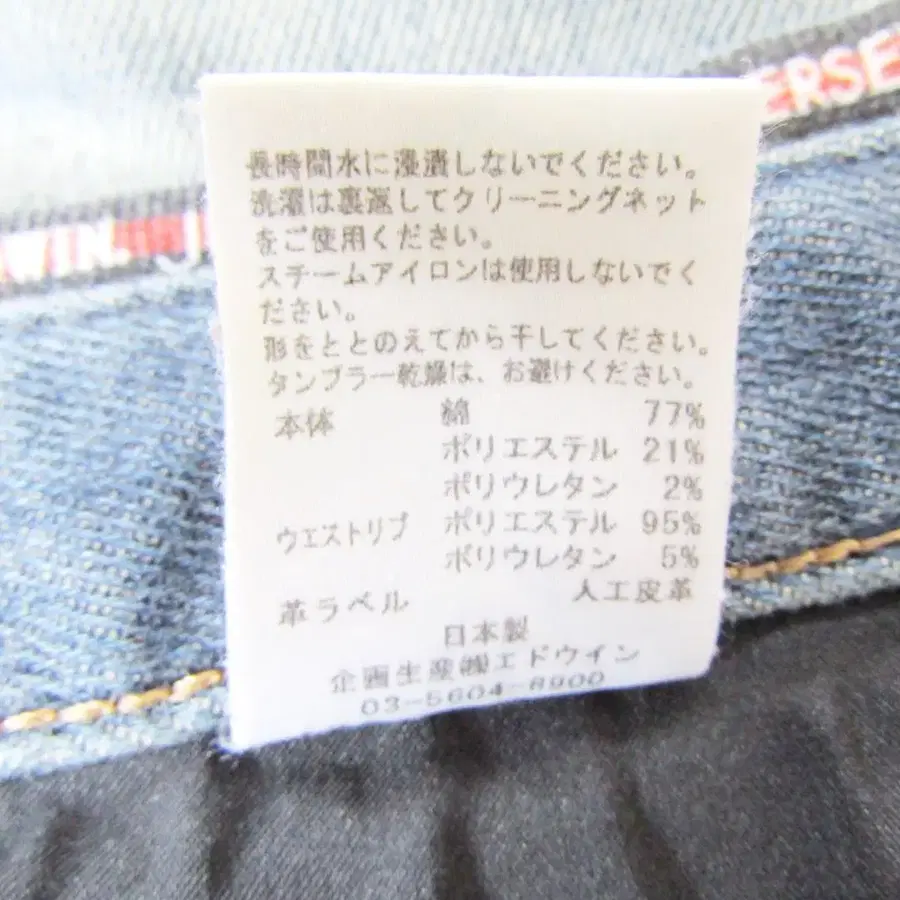 ERSE
WIN
長時間水に浸漬しないでください。
洗濯は裏返してクリーニングネット
をご使用ください。
スチームアイロンは使用しないでく
ださい。
形をととのえてから干してください。
タンブラー乾燥は、お避けください。
本体 綿 77%
ポリエステル 21%
ポリウレタン 2%
ウエストリブ ポリエステル 95%
ポリウレタン 5%
革ラベル 人工皮革
日本製
企画生産㈱エドウイン
03-5604-8900